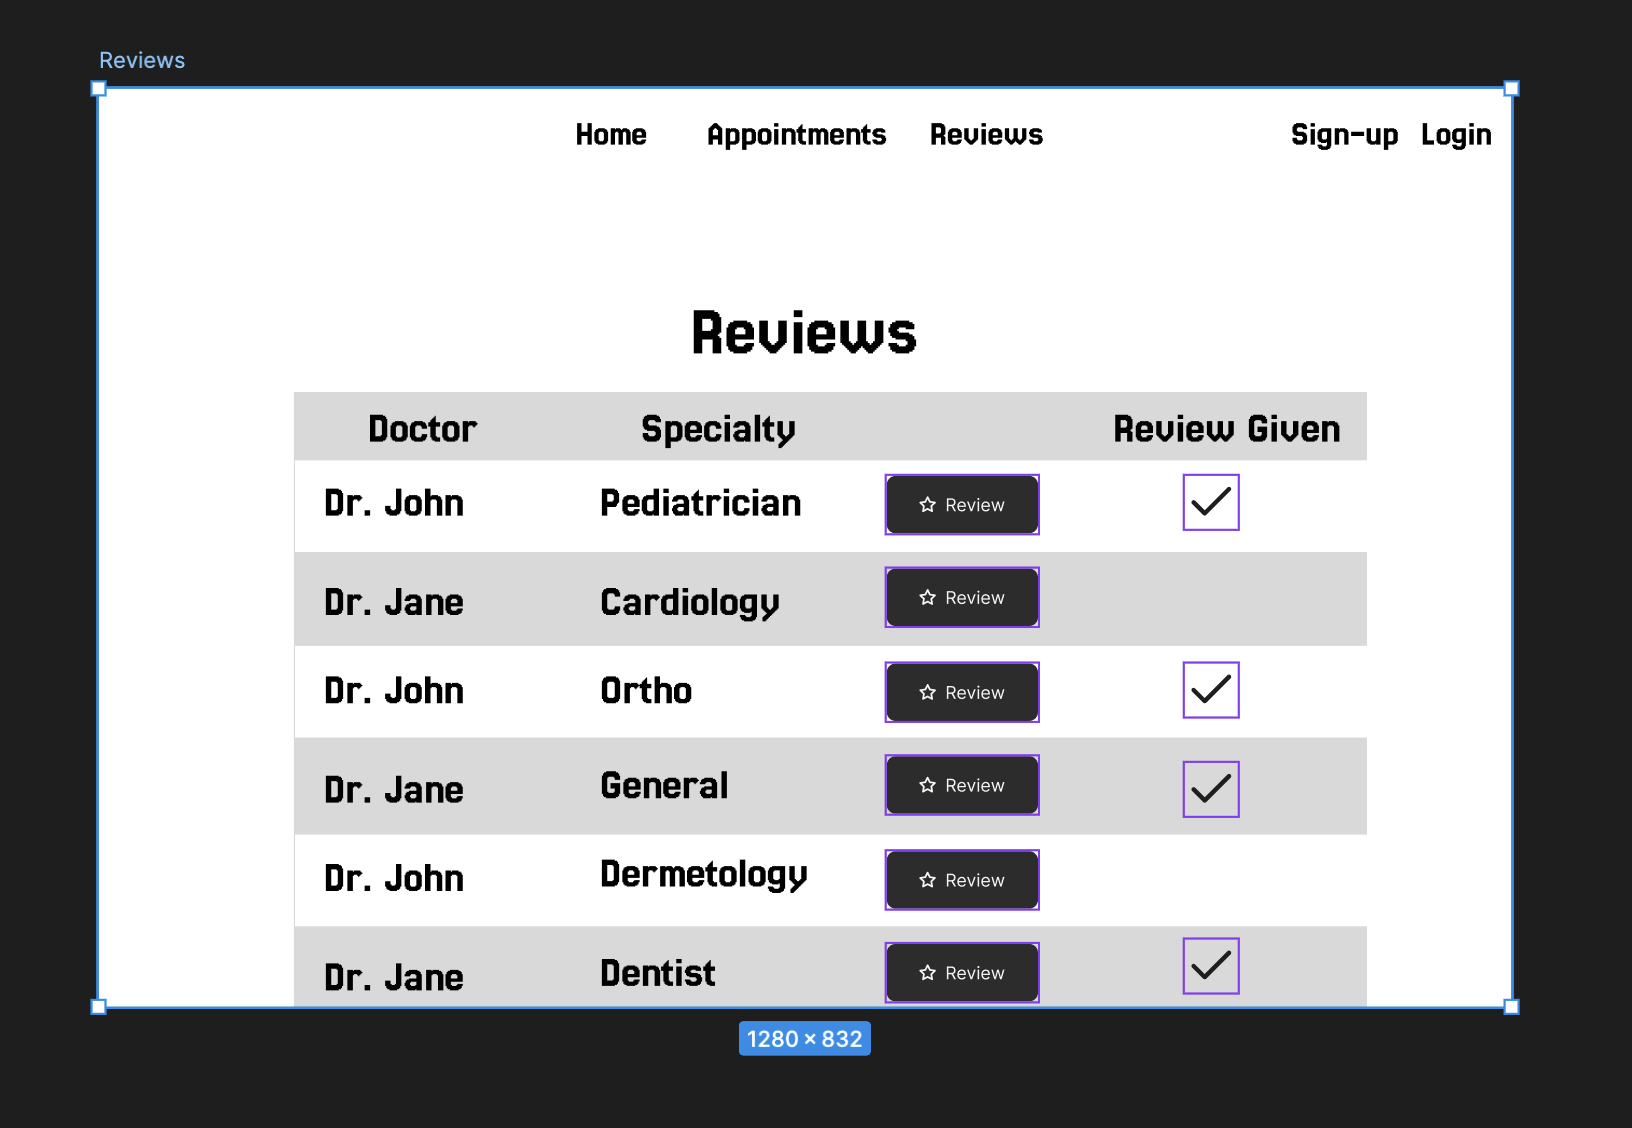 Reviews
Home Appointments Reviews Sign-up Login
Reviews
Doctor Specialty Review Given
Dr. John Pediatrician Review
Dr. Jane Cardiology Review
Dr. John Ortho Review
Dr. Jane General Review
Dr. John Dermetology Review
Dr. Jane Dentist Review
1280 × 832